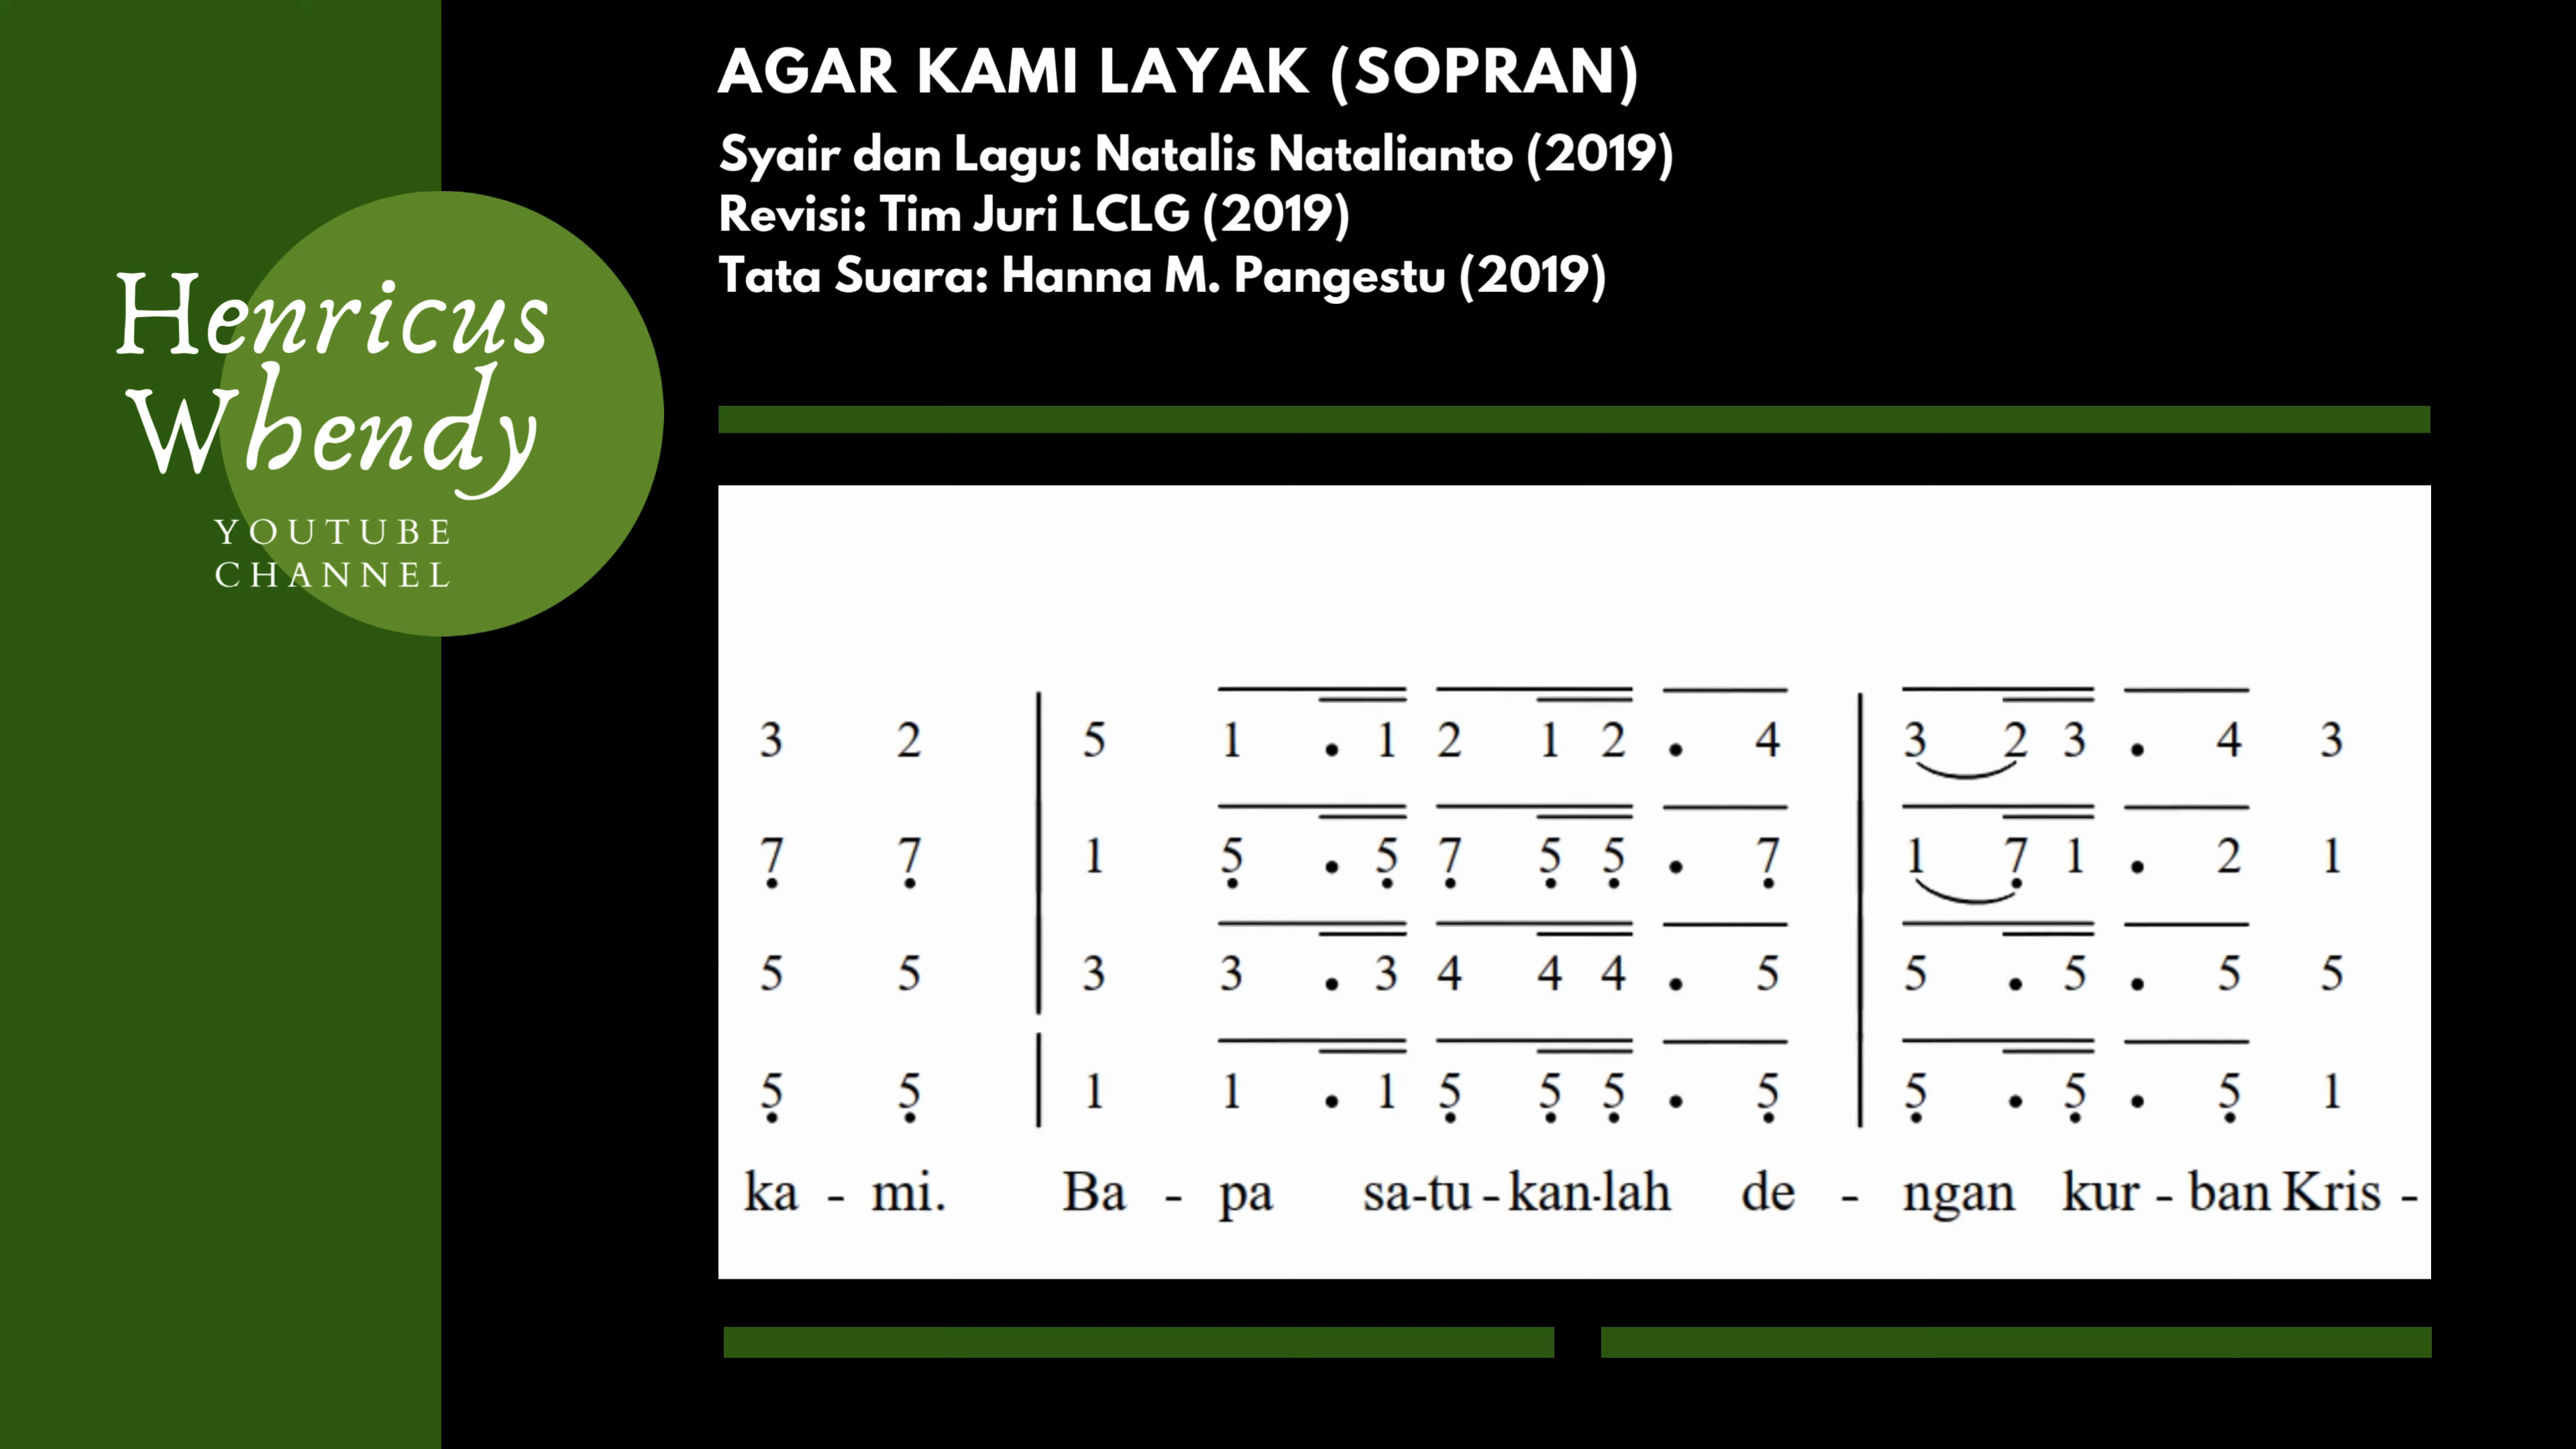 Henricus
Whendy
YOUTUBE
CHANNEL
AGAR KAMI LAYAK (SOPRAN)
Syair dan Lagu: Natalis Natalianto (2019)
Revisi: Tim Juri LCLG (2019)
Tata Suara: Hanna M. Pangestu (2019)
3 2 | 5 1 . 1 2 1 2 . 4 | 3 2 3 . 4 3
7̣ 7̣ | 1 5̣ . 5̣ 7̣ 5̣ 5̣ . 7̣ | 1 7̣ 1 . 2 1
5 5 | 3 3 . 3 4 4 4 . 5 | 5 . 5 . 5 5
5̣ 5̣ | 1 1 . 1 5̣ 5̣ 5̣ . 5̣ | 5̣ . 5̣ . 5̣ 1
ka - mi. Ba - pa sa-tu - kan-lah de - ngan kur - ban Kris -